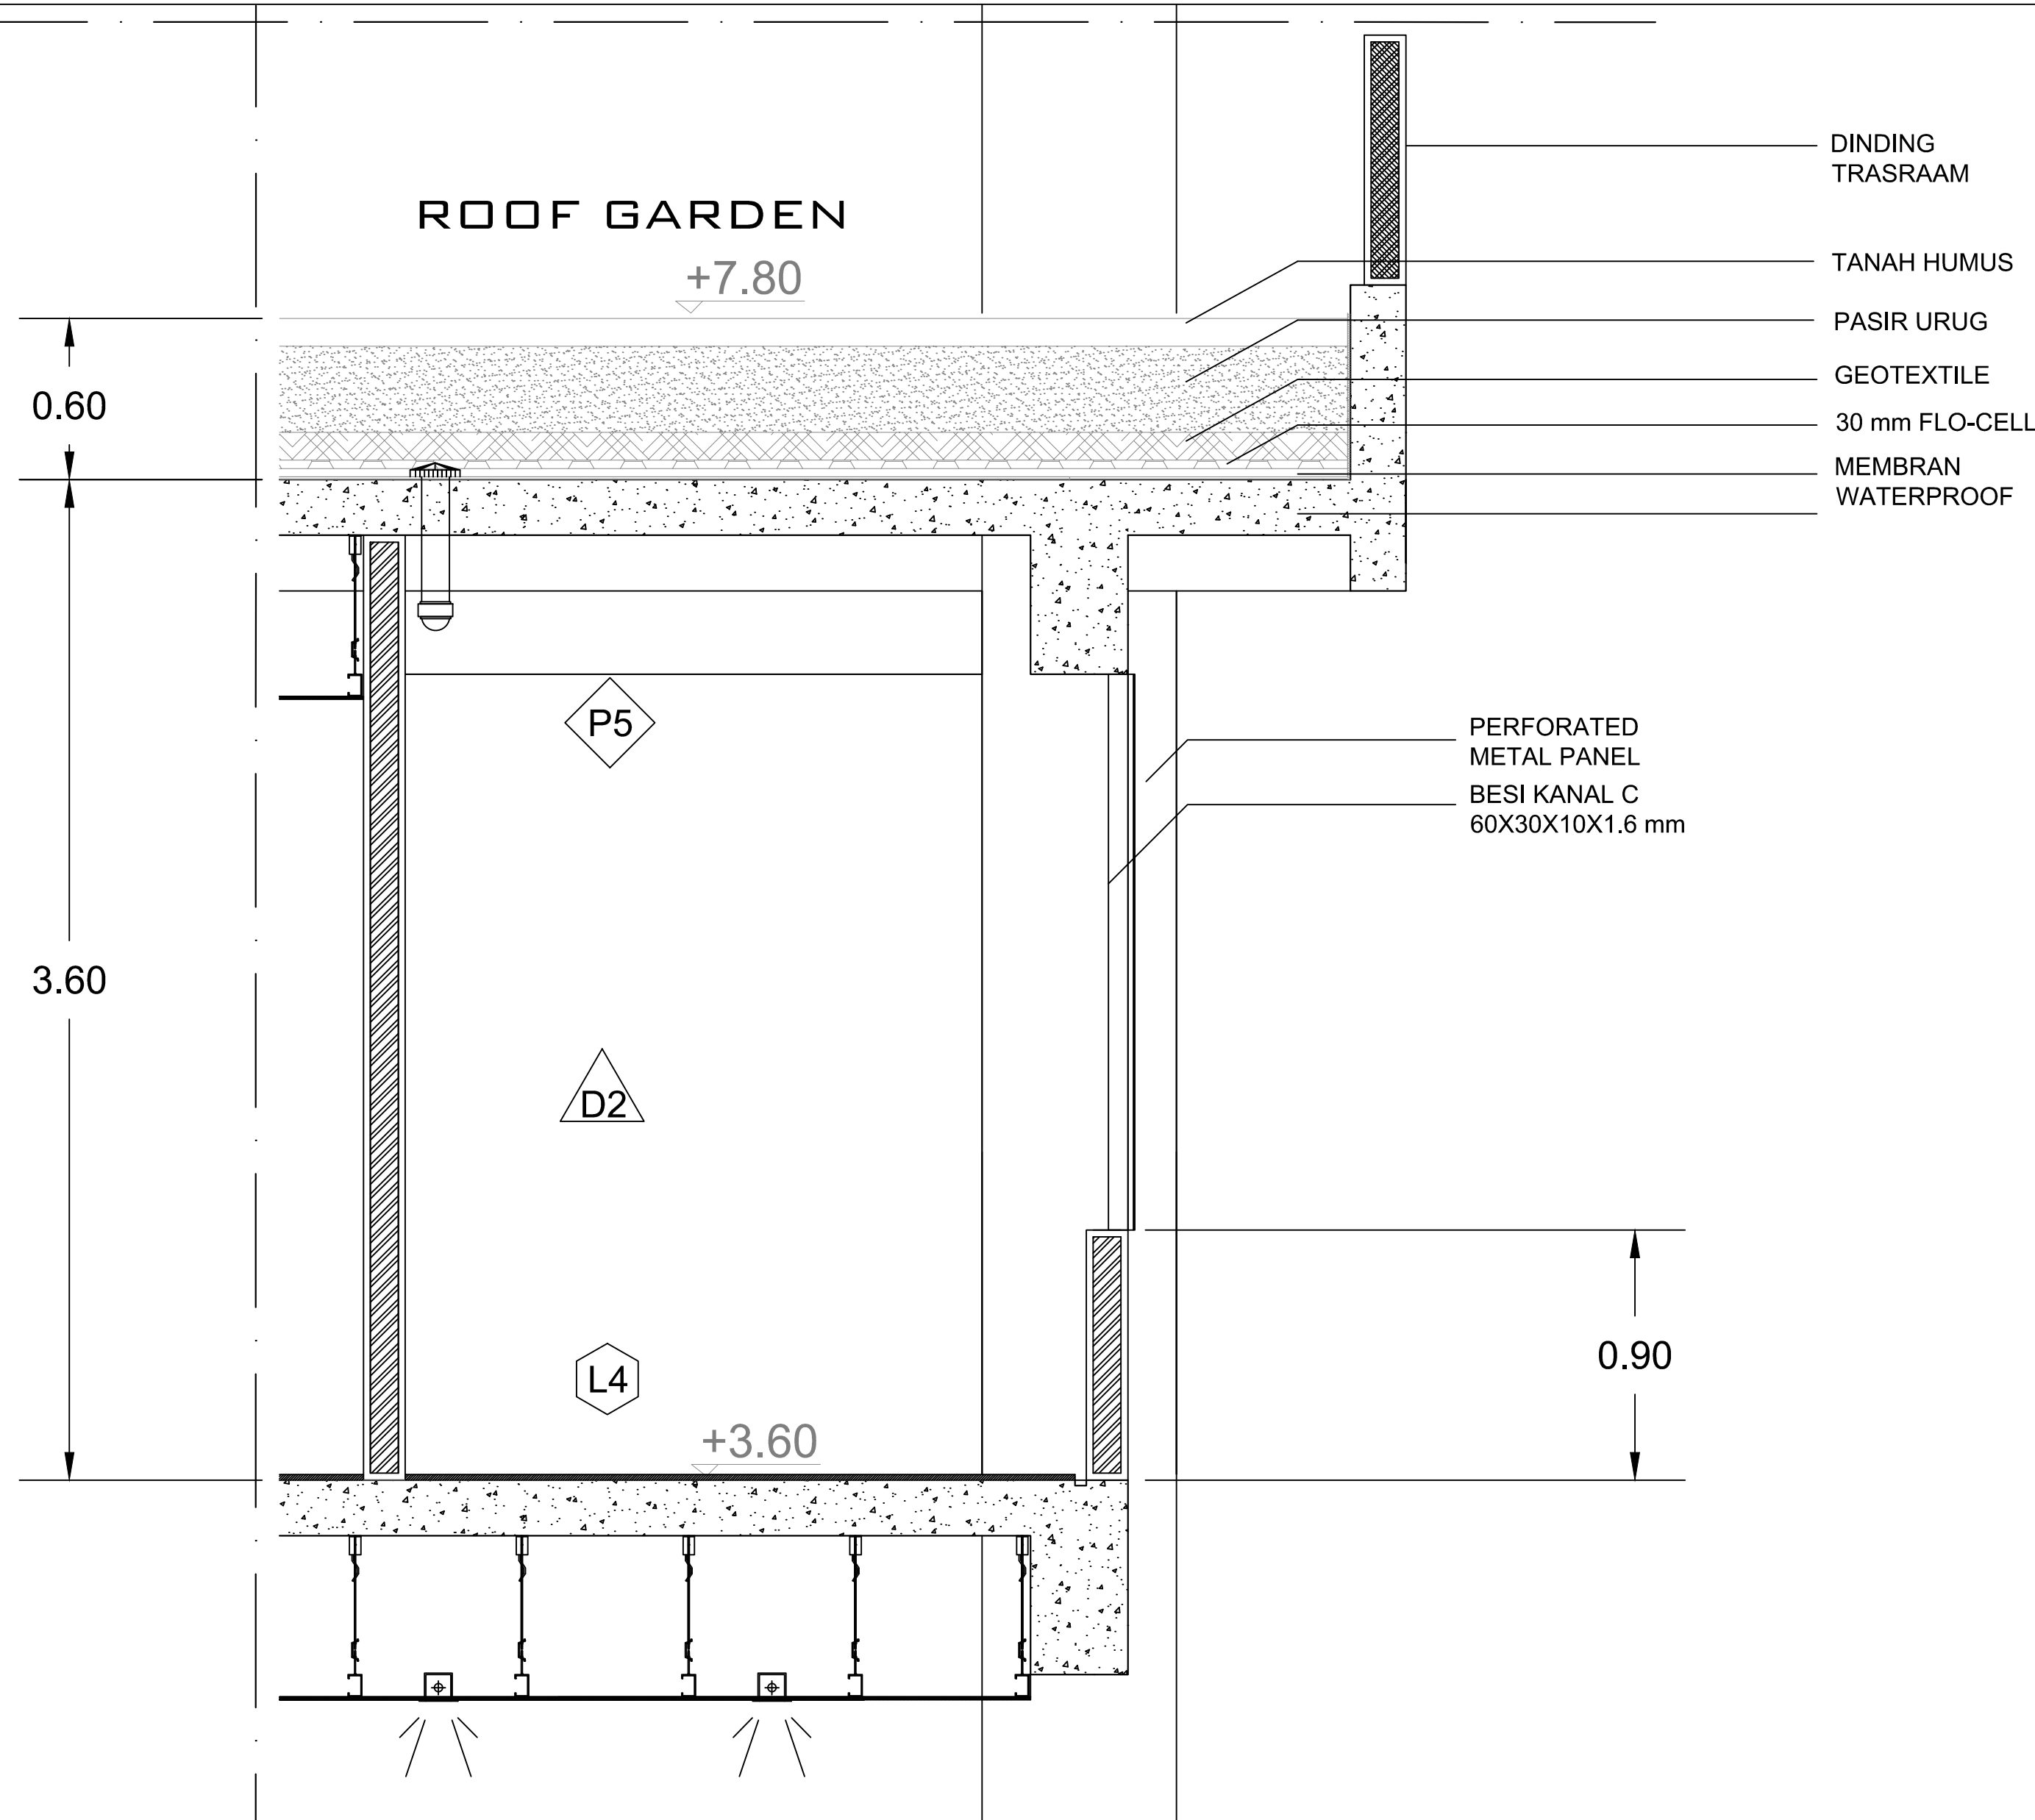 ROOF GARDEN
+7.80
DINDING
TRASRAAM
TANAH HUMUS
PASIR URUG
GEOTEXTILE
30 mm FLO-CELL
MEMBRAN
WATERPROOF
0.60
P5
PERFORATED
METAL PANEL
BESI KANAL C
60X30X10X1.6 mm
3.60
D2
L4
0.90
+3.60